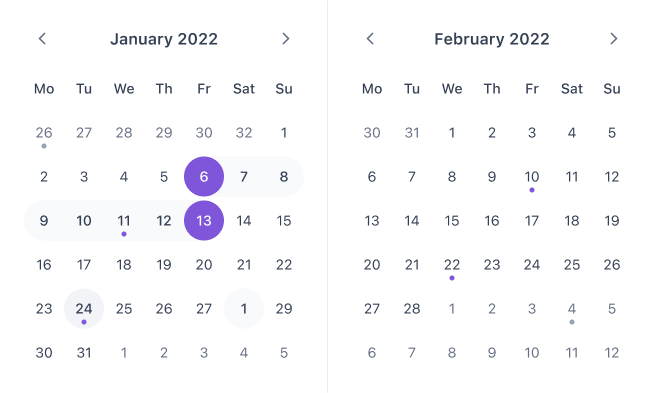 January 2022
Mo Tu We Th Fr Sat Su
26 27 28 29 30 32 1
2 3 4 5 6 7 8
9 10 11 12 13 14 15
16 17 18 19 20 21 22
23 24 25 26 27 1 29
30 31 1 2 3 4 5
February 2022
Mo Tu We Th Fr Sat Su
30 31 1 2 3 4 5
6 7 8 9 10 11 12
13 14 15 16 17 18 19
20 21 22 23 24 25 26
27 28 1 2 3 4 5
6 7 8 9 10 11 12